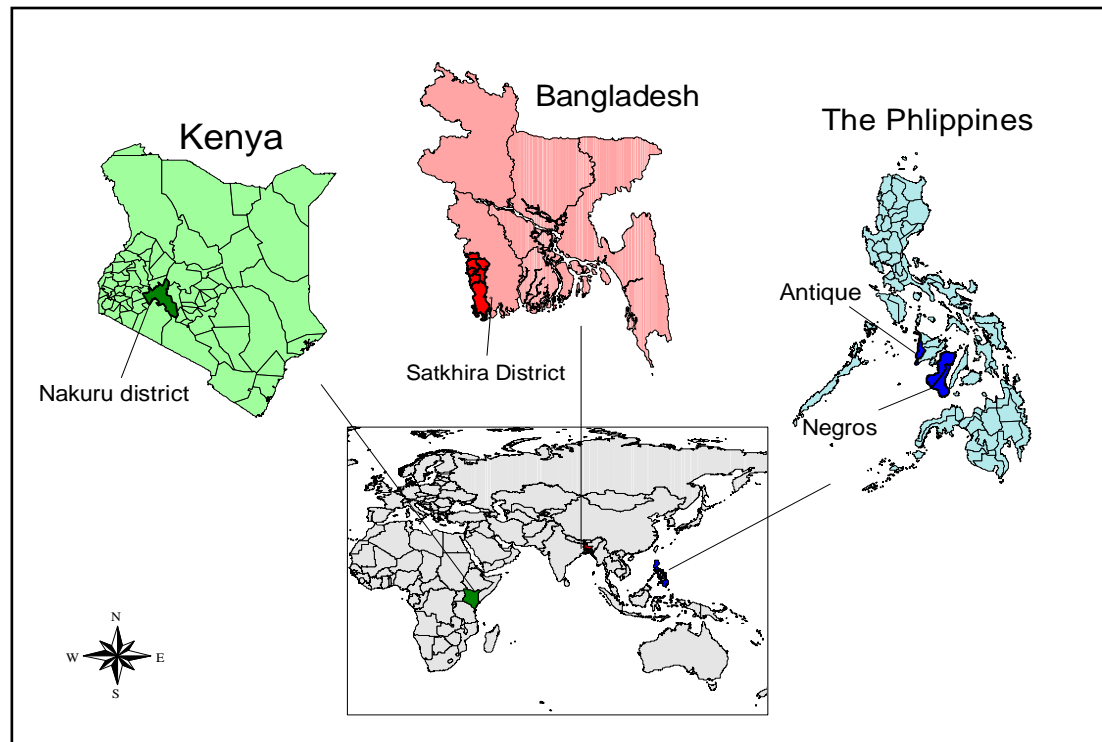 Kenya
Bangladesh
The Phlippines
Nakuru district
Satkhira District
Antique
Negros
N
W E
S